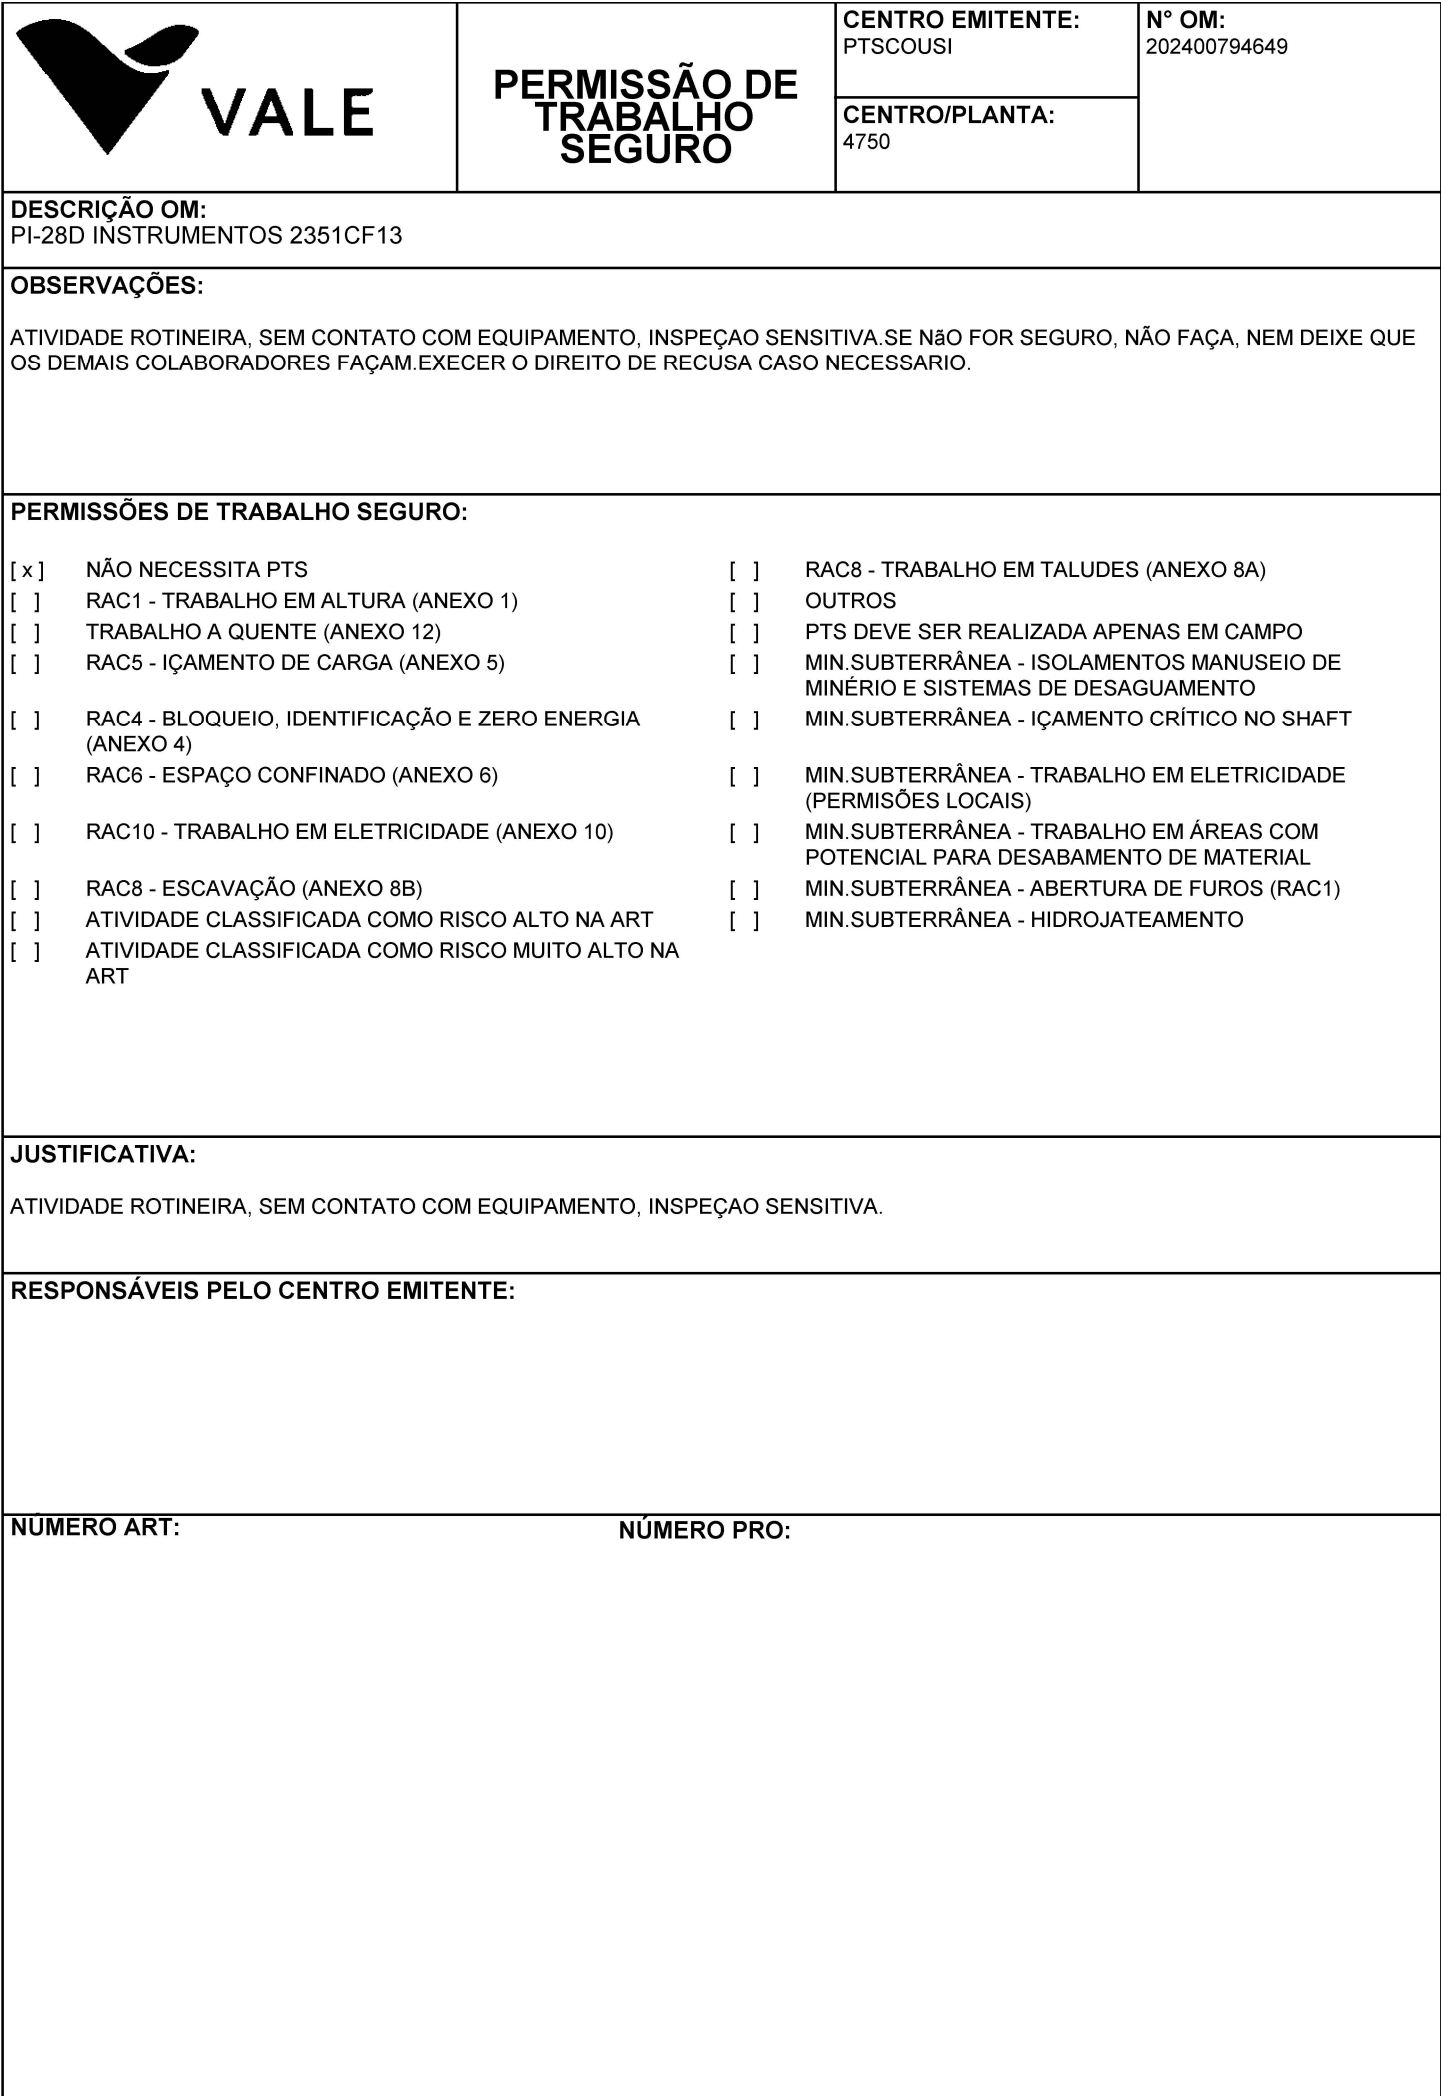 VALE
PERMISSÃO DE
TRABALHO
SEGURO
CENTRO EMITENTE:
PTSCOUSI
CENTRO/PLANTA:
4750
N° OM:
202400794649
DESCRIÇÃO OM:
PI-28D INSTRUMENTOS 2351CF13
OBSERVAÇÕES:
ATIVIDADE ROTINEIRA, SEM CONTATO COM EQUIPAMENTO, INSPEÇAO SENSITIVA.SE NãO FOR SEGURO, NÃO FAÇA, NEM DEIXE QUE
OS DEMAIS COLABORADORES FAÇAM.EXECER O DIREITO DE RECUSA CASO NECESSARIO.
PERMISSÕES DE TRABALHO SEGURO:
[ x ] NÃO NECESSITA PTS
[ ] RAC1 - TRABALHO EM ALTURA (ANEXO 1)
[ ] TRABALHO A QUENTE (ANEXO 12)
[ ] RAC5 - IÇAMENTO DE CARGA (ANEXO 5)
[ ] RAC4 - BLOQUEIO, IDENTIFICAÇÃO E ZERO ENERGIA
(ANEXO 4)
[ ] RAC6 - ESPAÇO CONFINADO (ANEXO 6)
[ ] RAC10 - TRABALHO EM ELETRICIDADE (ANEXO 10)
[ ] RAC8 - ESCAVAÇÃO (ANEXO 8B)
[ ] ATIVIDADE CLASSIFICADA COMO RISCO ALTO NA ART
[ ] ATIVIDADE CLASSIFICADA COMO RISCO MUITO ALTO NA
ART
[ ] RAC8 - TRABALHO EM TALUDES (ANEXO 8A)
[ ] OUTROS
[ ] PTS DEVE SER REALIZADA APENAS EM CAMPO
[ ] MIN.SUBTERRÂNEA - ISOLAMENTOS MANUSEIO DE
MINÉRIO E SISTEMAS DE DESAGUAMENTO
[ ] MIN.SUBTERRÂNEA - IÇAMENTO CRÍTICO NO SHAFT
[ ] MIN.SUBTERRÂNEA - TRABALHO EM ELETRICIDADE
(PERMISÕES LOCAIS)
[ ] MIN.SUBTERRÂNEA - TRABALHO EM ÁREAS COM
POTENCIAL PARA DESABAMENTO DE MATERIAL
[ ] MIN.SUBTERRÂNEA - ABERTURA DE FUROS (RAC1)
[ ] MIN.SUBTERRÂNEA - HIDROJATEAMENTO
JUSTIFICATIVA:
ATIVIDADE ROTINEIRA, SEM CONTATO COM EQUIPAMENTO, INSPEÇAO SENSITIVA.
RESPONSÁVEIS PELO CENTRO EMITENTE:
NÚMERO ART:
NÚMERO PRO: